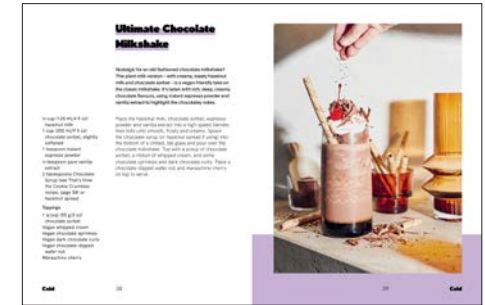 Ultimate Chocolate
Milkshake
Nostalgic for an old-fashioned chocolate milkshake?
This plant-milk version – with creamy, nutty hazelnut
milk and chocolate sorbet – is a vegan-friendly take on
the classic milkshake. It's laden with rich, deep, creamy
chocolate flavours, using instant espresso powder and
vanilla extract to highlight the chocolatey notes.
hazelnut milk
chocolate sorbet, slightly
softened
1 teaspoon instant
espresso powder
vanilla
extract
2 tablespoons Chocolate
Syrup (see That's How
the Cookie Crumbles
recipe, page 38) or
hazelnut spread
Toppings
1 scoop
chocolate sorbet
Vegan whipped cream
Vegan chocolate sprinkles
Vegan dark chocolate curls
Vegan chocolate-dipped
wafer roll
Maraschino cherry
Place the hazelnut milk, chocolate sorbet, espresso
powder and vanilla extract into a high-speed blender,
then blitz until smooth, frosty and creamy. Spoon
the chocolate syrup (or hazelnut spread if using) into
the bottom of a chilled, tall glass and pour over the
chocolate milkshake. Top with a scoop of chocolate
sorbet, a ribbon of whipped cream, and some
chocolate sprinkles and dark chocolate curls. Place a
chocolate-dipped wafer roll and maraschino cherry
on top to serve.
Cold
Cold